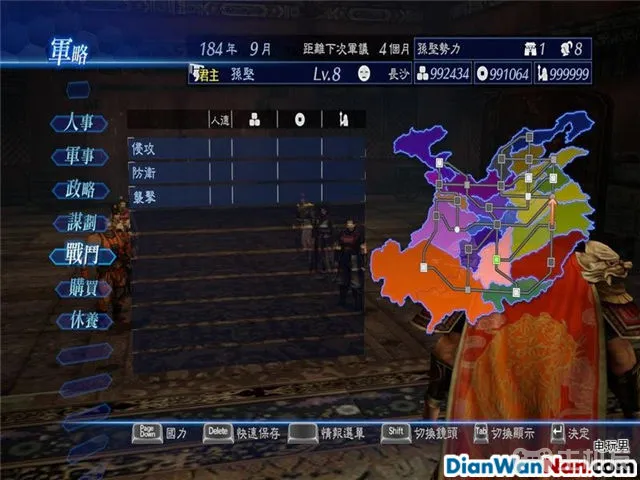 軍略
184年 9月 距離下次軍議 4個月 孫堅勢力 1 8
君主 孫堅 Lv.8 長沙 992434 991064 999999
人事
軍事
政略
謀劃
戰鬥
購買
休養
人選
侵攻
防衛
襲擊
Page Down 國力 Delete 快速保存 情報選單 Shift 切換鏡頭 Tab 切換顯示 決定
电玩男
DianWanNan.com